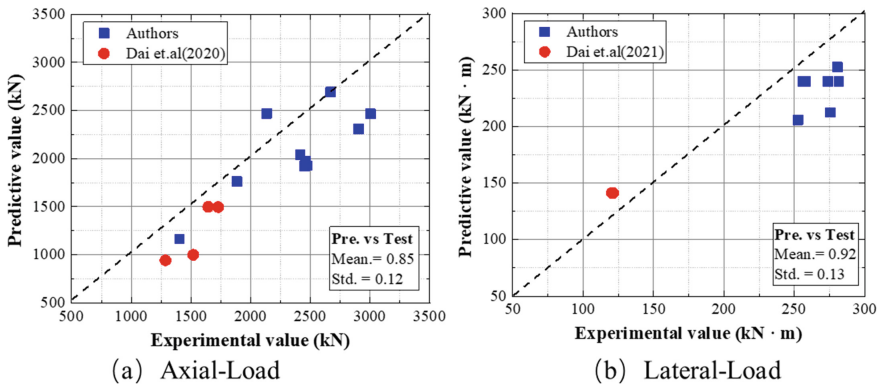 3500
3000
2500
2000
1500
1000
500
500
1000
1500
2000
2500
3000
3500
Predictive value (kN)
Experimental value (kN)
Authors
Dai et.al(2020)
Pre. vs Test
Mean.= 0.85
Std. = 0.12
(a) Axial-Load
300
250
200
150
100
50
50
100
150
200
250
300
Predictive value (kN · m)
Experimental value (kN · m)
Authors
Dai et.al(2021)
Pre. vs Test
Mean.= 0.92
Std. = 0.13
(b) Lateral-Load